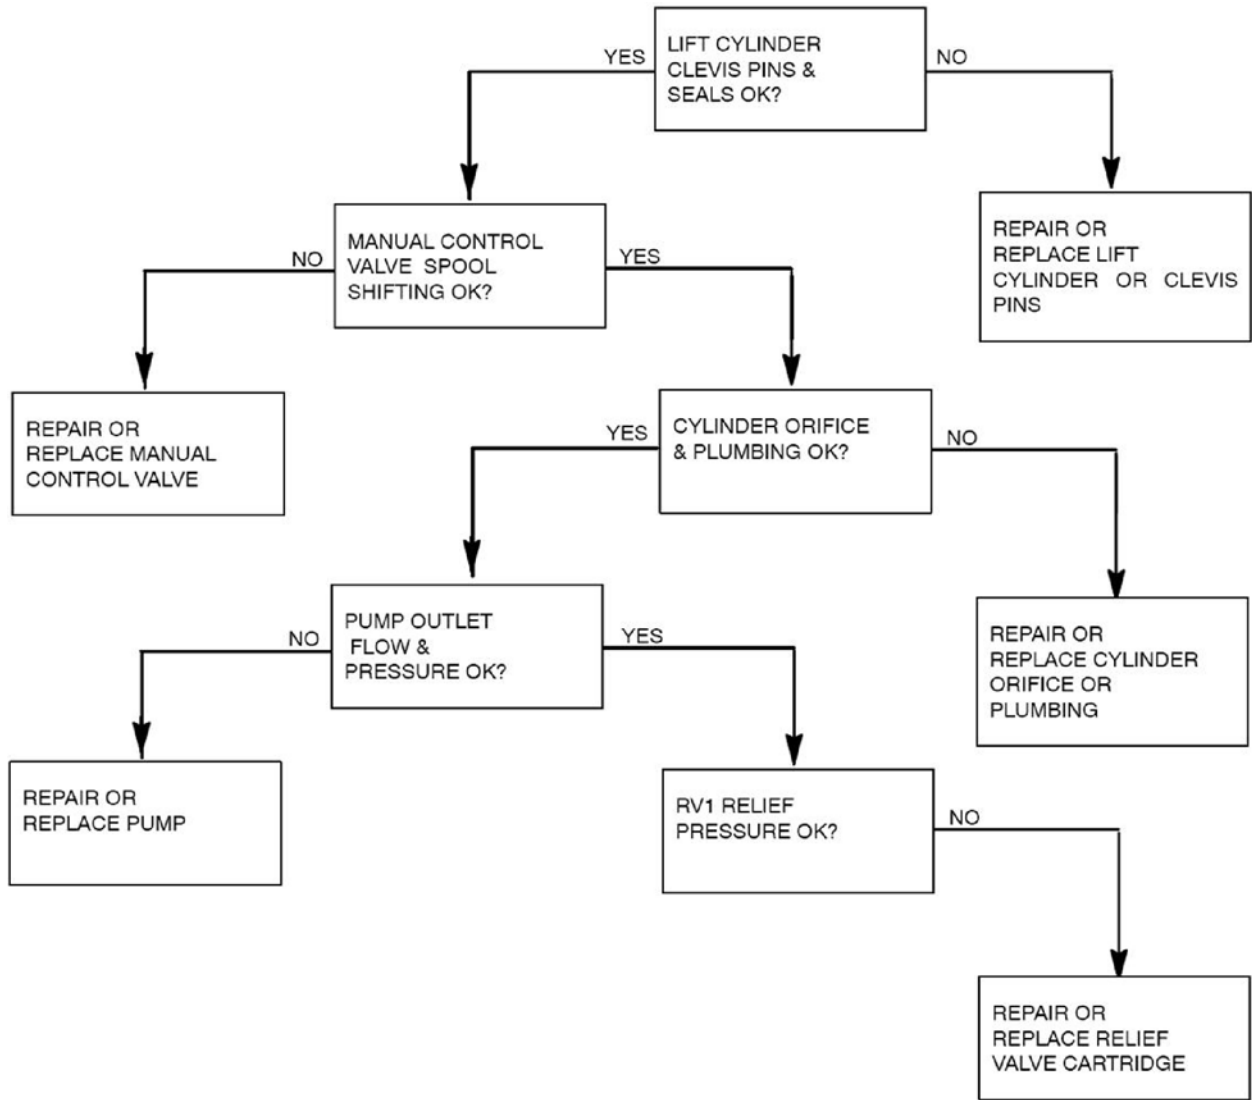 LIFT CYLINDER
CLEVIS PINS &
SEALS OK?
YES
NO
MANUAL CONTROL
VALVE SPOOL
SHIFTING OK?
NO
YES
REPAIR OR
REPLACE LIFT
CYLINDER OR CLEVIS
PINS
REPAIR OR
REPLACE MANUAL
CONTROL VALVE
CYLINDER ORIFICE
& PLUMBING OK?
YES
NO
PUMP OUTLET
FLOW &
PRESSURE OK?
NO
YES
REPAIR OR
REPLACE CYLINDER
ORIFICE OR
PLUMBING
REPAIR OR
REPLACE PUMP
RV1 RELIEF
PRESSURE OK?
NO
REPAIR OR
REPLACE RELIEF
VALVE CARTRIDGE